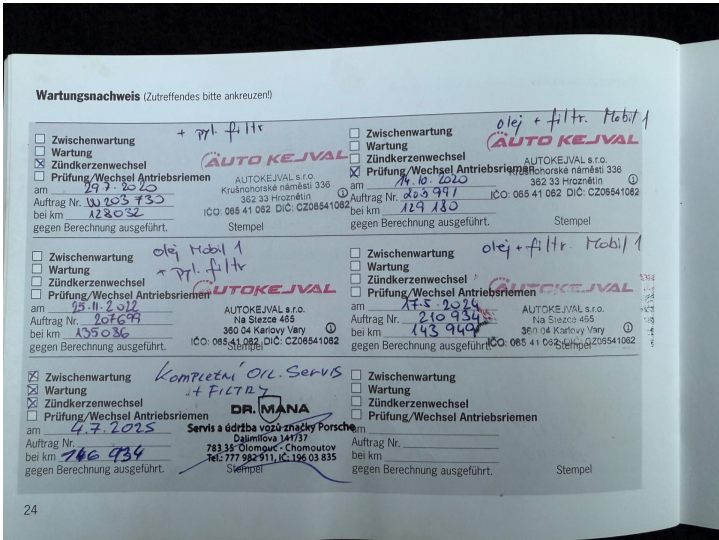 Wartungsnachweis (Zutreffendes bitte ankreuzen!)
+ pyl. filtr
Zwischenwartung
Wartung
Zündkerzenwechsel
Prüfung/Wechsel Antriebsriemen
am 29.7.2020
Auftrag Nr. W203 730
bei km 128032
gegen Berechnung ausgeführt.
AUTO KEJVAL
AUTOKEJVAL s.r.o.
Krušnohorské náměstí 336
362 33 Hroznětín
IČO: 065 41 062 DIČ: CZ06541062
Stempel
olej + filtr. Mobil 1
Zwischenwartung
Wartung
Zündkerzenwechsel
Prüfung/Wechsel Antriebsriemen
am 14.10.2020
Auftrag Nr. 203 991
bei km 129 180
gegen Berechnung ausgeführt.
AUTO KEJVAL
AUTOKEJVAL s.r.o.
Krušnohorské náměstí 336
362 33 Hroznětín
IČO: 065 41 062 DIČ: CZ06541062
Stempel
olej Mobil 1
+ pyl. filtr
Zwischenwartung
Wartung
Zündkerzenwechsel
Prüfung/Wechsel Antriebsriemen
am 25.11.2022
Auftrag Nr. 207699
bei km 135036
gegen Berechnung ausgeführt.
AUTOKEJVAL
AUTOKEJVAL s.r.o.
Na Stezce 465
360 04 Karlovy Vary
IČO: 065 41 062 DIČ: CZ06541062
Stempel
olej + filtr. Mobil 1
Zwischenwartung
Wartung
Zündkerzenwechsel
Prüfung/Wechsel Antriebsriemen
am 17.5.2024
Auftrag Nr. 210 934
bei km 143 949
gegen Berechnung ausgeführt.
AUTOKEJVAL
AUTOKEJVAL s.r.o.
Na Stezce 465
360 04 Karlovy Vary
IČO: 065 41 062 DIČ: CZ06541062
Stempel
KOMPLETNÍ OIL. SERVIS
+ FILTRY
Zwischenwartung
Wartung
Zündkerzenwechsel
Prüfung/Wechsel Antriebsriemen
am 4.7.2025
Auftrag Nr.
bei km 146 934
gegen Berechnung ausgeführt.
DR. MANA
Servis a údržba vozů značky Porsche
Dalimilova 141/37
783 35 Olomouc - Chomoutov
Tel.: 777 982 911, IČ: 196 03 835
Stempel
Zwischenwartung
Wartung
Zündkerzenwechsel
Prüfung/Wechsel Antriebsriemen
am
Auftrag Nr.
bei km
gegen Berechnung ausgeführt.
Stempel
24